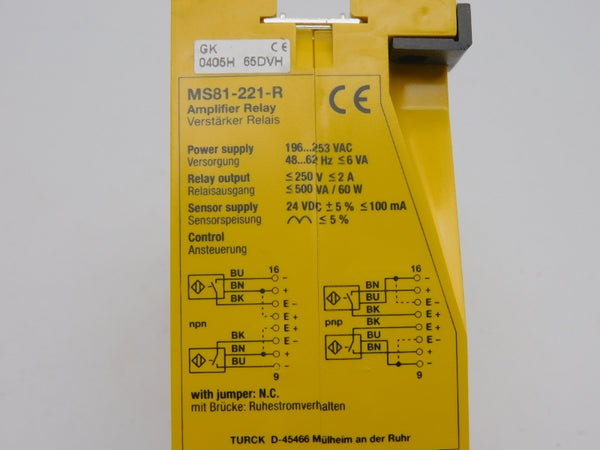 GK CE
0405H 65DVH
MS81-221-R
Amplifier Relay
Verstärker Relais
CE
Power supply 196...253 VAC
Versorgung 48...62 Hz ≤ 6 VA
Relay output ≤ 250 V ≤ 2 A
Relaisausgang ≤ 500 VA / 60 W
Sensor supply 24 VDC ± 5 % ≤ 100 mA
Sensorspeisung ≤ 5 %
Control
Ansteuerung
16
BU -
BN +
BK E -
E +
npn
BK E +
E -
BN +
BU -
9
16
-
BN +
BU E -
BK E +
pnp
BK E +
E -
BN +
BU -
9
with jumper: N.C.
mit Brücke: Ruhestromverhalten
TURCK D-45466 Mülheim an der Ruhr